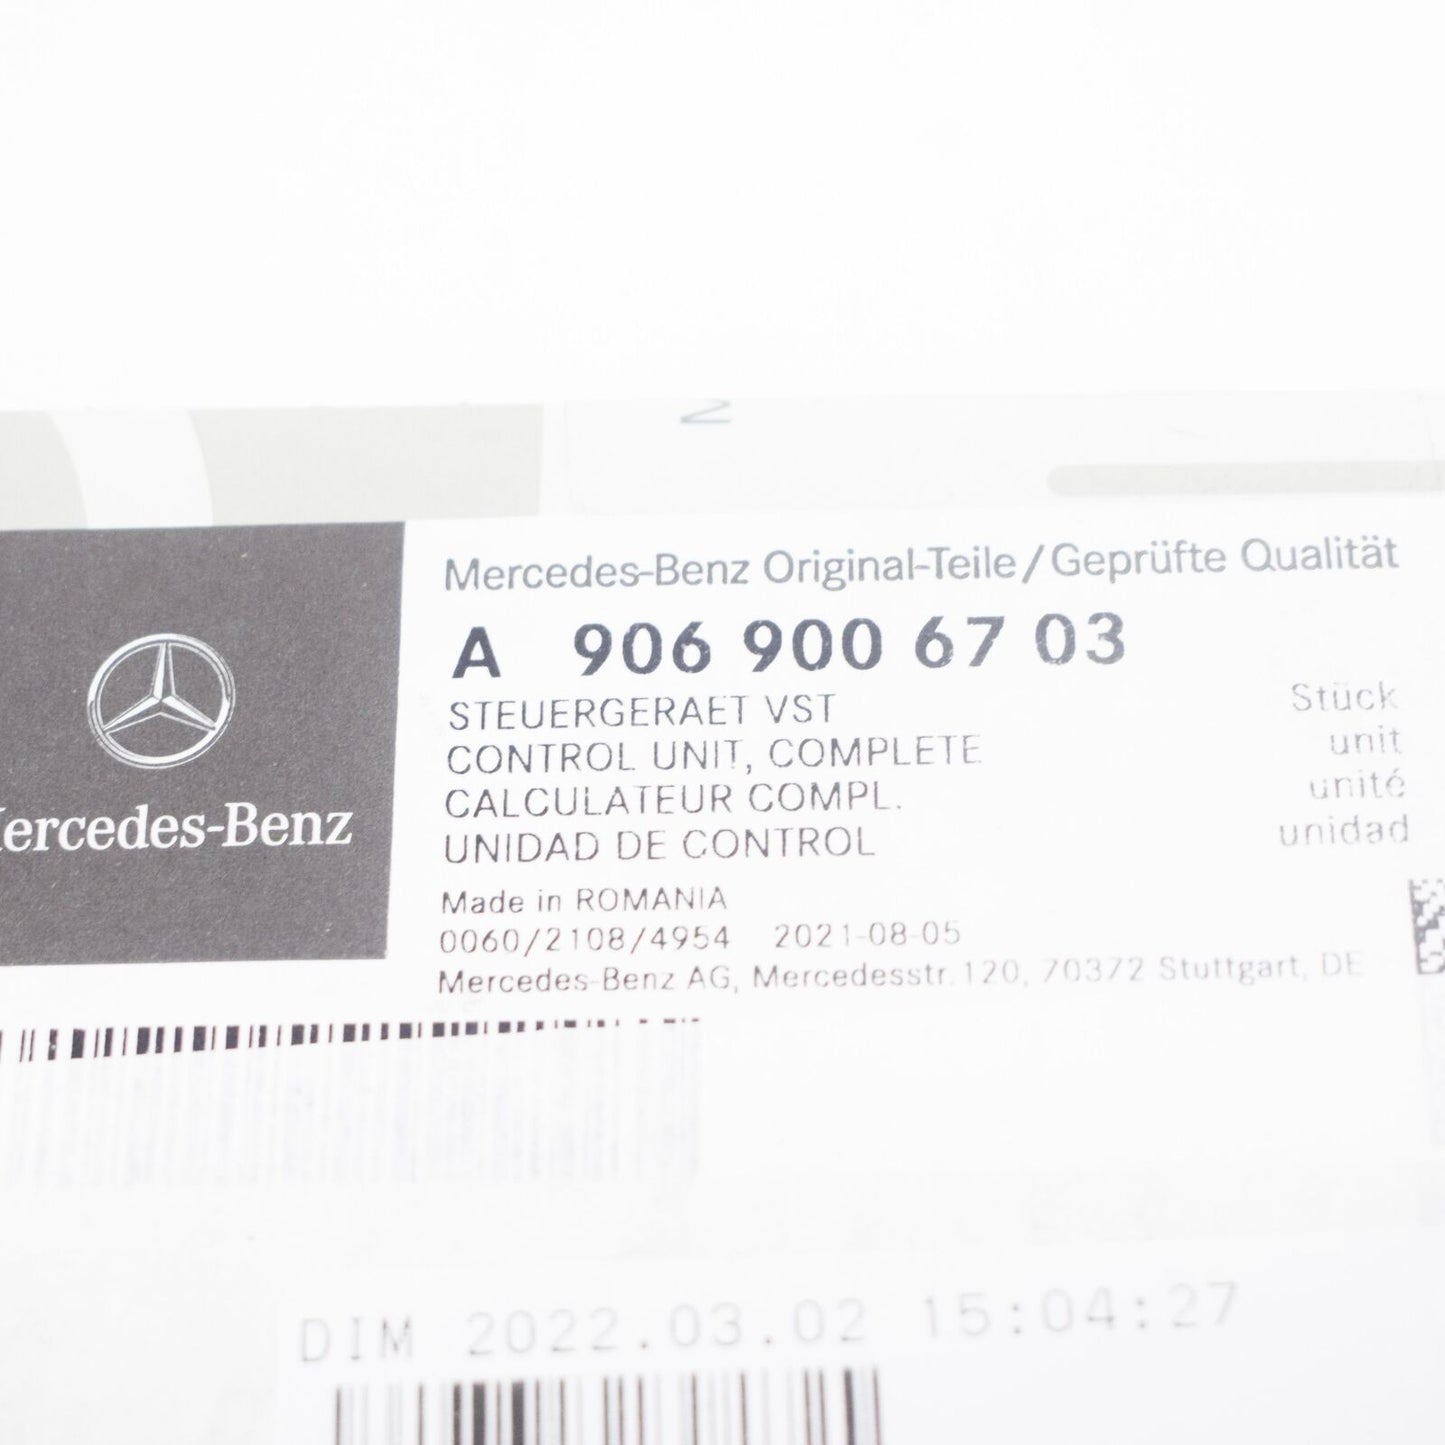 Mercedes-Benz Original-Teile/Geprüfte Qualität
A 906 900 67 03
STEUERGERAET VST Stück
CONTROL UNIT, COMPLETE unit
CALCULATEUR COMPL. unité
UNIDAD DE CONTROL unidad
ercedes-Benz
Made in ROMANIA
0060/2108/4954 2021-08-05
Mercedes-Benz AG, Mercedesstr. 120, 70372 Stuttgart, DE
DIM 2022.03.02 15:04:27